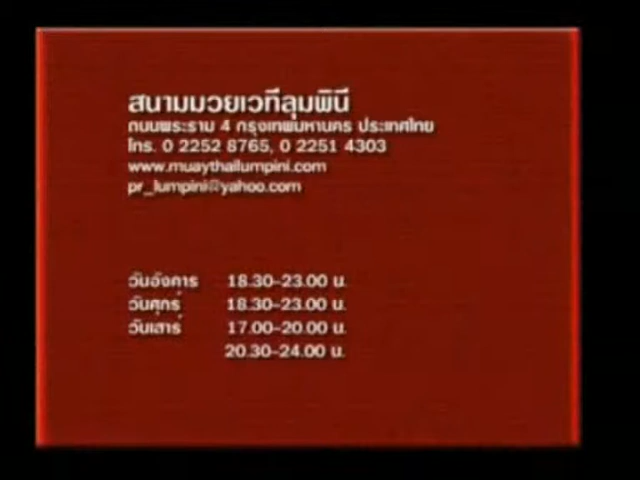 สนามมวยเวทีลุมพินี
ถนนพระราม 4 กรุงเทพมหานคร ประเทศไทย
โทร. 0 2252 8765, 0 2251 4303
www.muaythailumpini.com
pr_lumpini@yahoo.com
วันอังคาร 18.30-23.00 น.
วันศุกร์ 18.30-23.00 น.
วันเสาร์ 17.00-20.00 น.
20.30-24.00 น.